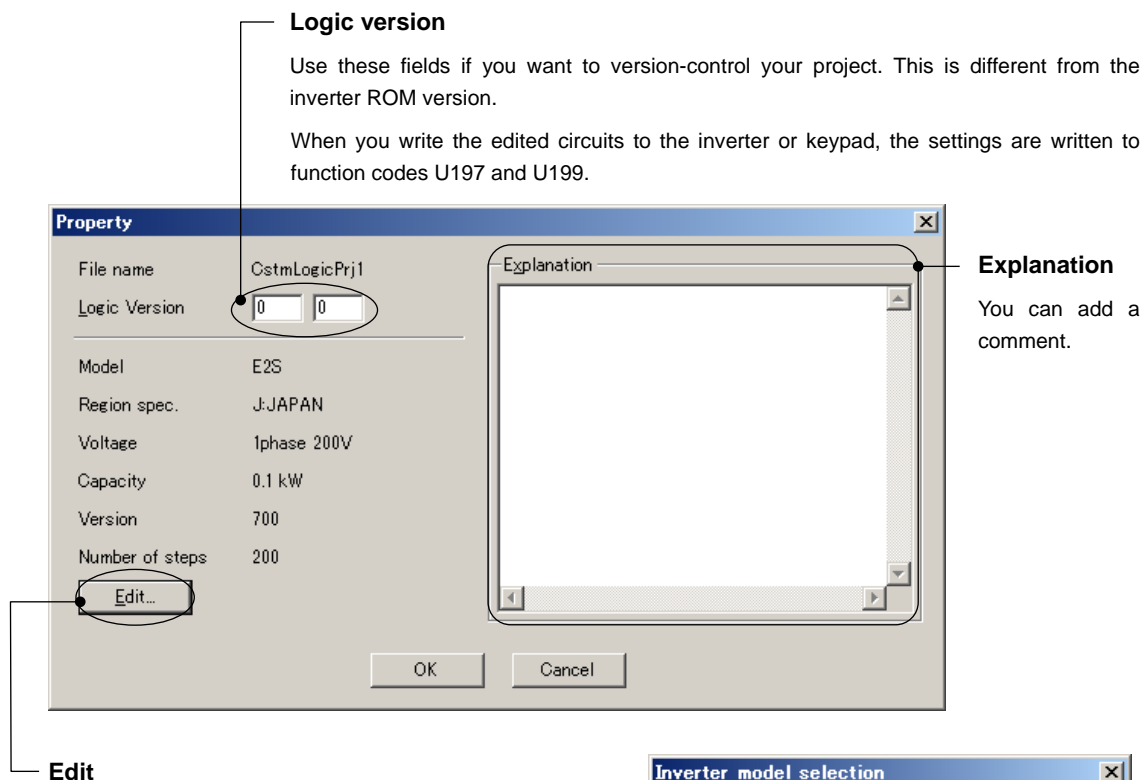 Logic version
Use these fields if you want to version-control your project. This is different from the
inverter ROM version.
When you write the edited circuits to the inverter or keypad, the settings are written to
function codes U197 and U199.
Property
File name CstmLogicPrj1
Logic Version 0 0
Model E2S
Region spec. J:JAPAN
Voltage 1phase 200V
Capacity 0.1 kW
Version 700
Number of steps 200
Edit...
Explanation
OK Cancel
Explanation
You can add a
comment.
Edit
Inverter model selection